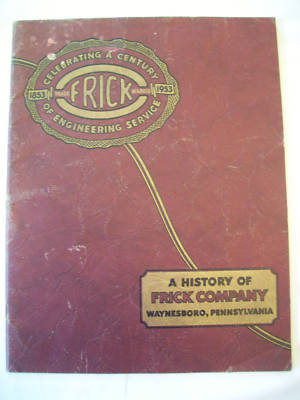 CELEBRATING A CENTURY
1853 TRADE FRICK MARK 1953
OF ENGINEERING SERVICE
A HISTORY OF
FRICK COMPANY
WAYNESBORO, PENNSYLVANIA